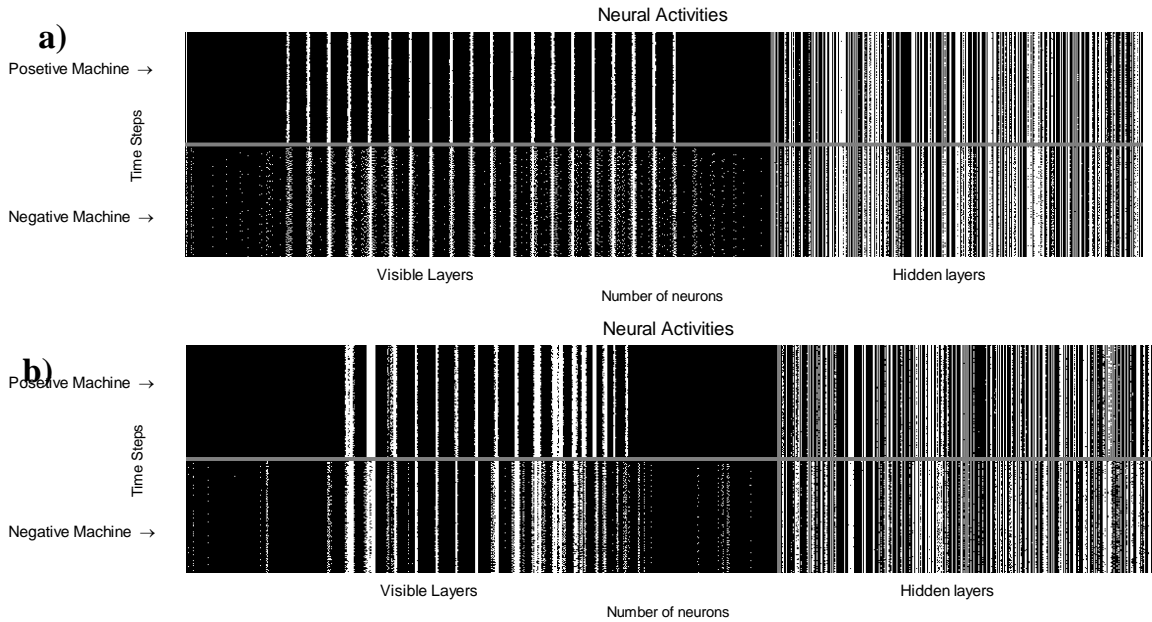 Neural Activities
a)
Posetive Machine →
Time Steps
Negative Machine →
Visible Layers
Hidden layers
Number of neurons
Neural Activities
b)
Posetive Machine →
Time Steps
Negative Machine →
Visible Layers
Hidden layers
Number of neurons